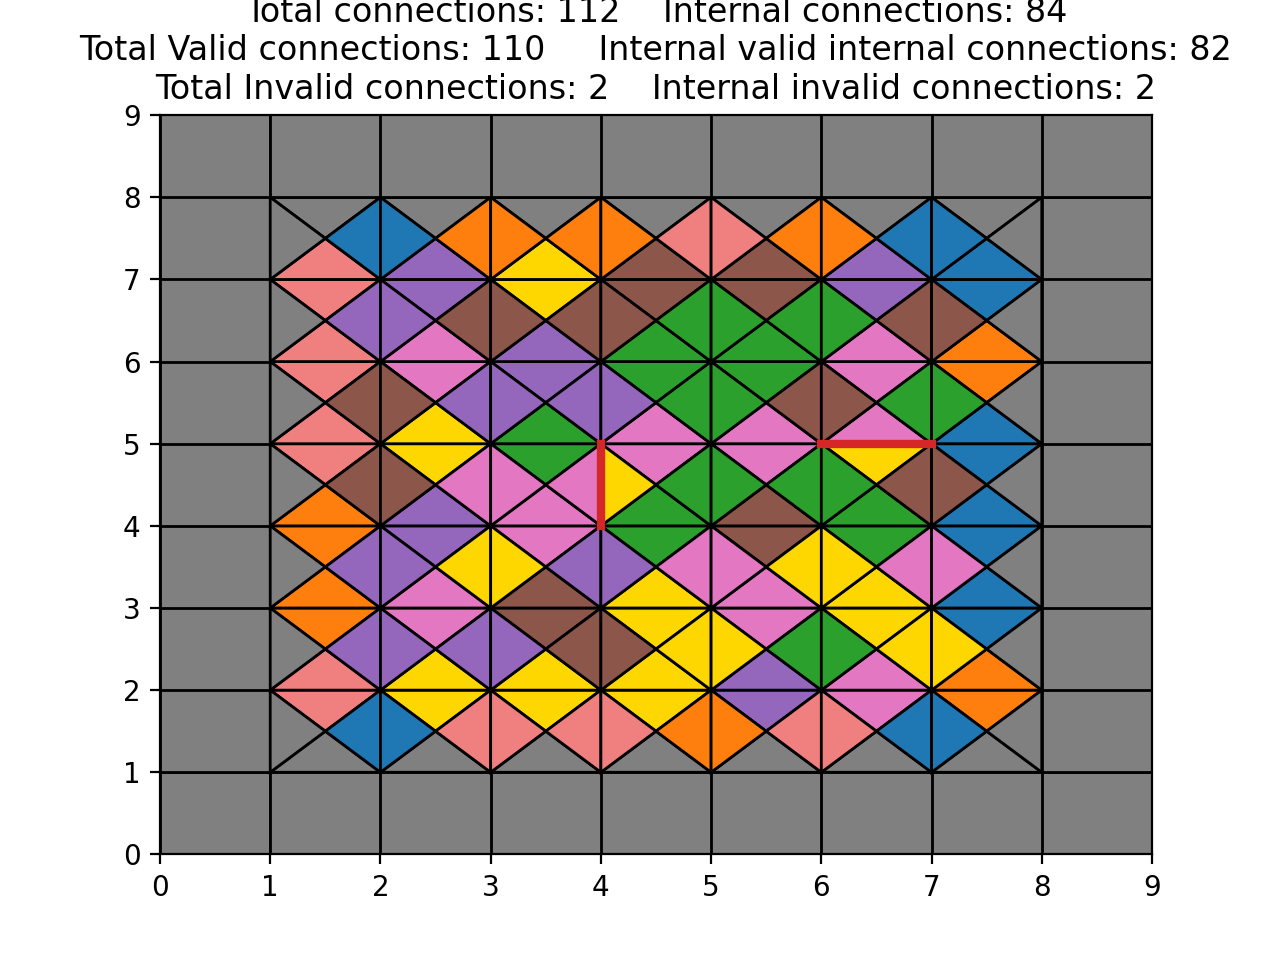 Total connections: 112    Internal connections: 84
Total Valid connections: 110    Internal valid internal connections: 82
Total Invalid connections: 2    Internal invalid connections: 2
9
8
7
6
5
4
3
2
1
0
0 1 2 3 4 5 6 7 8 9